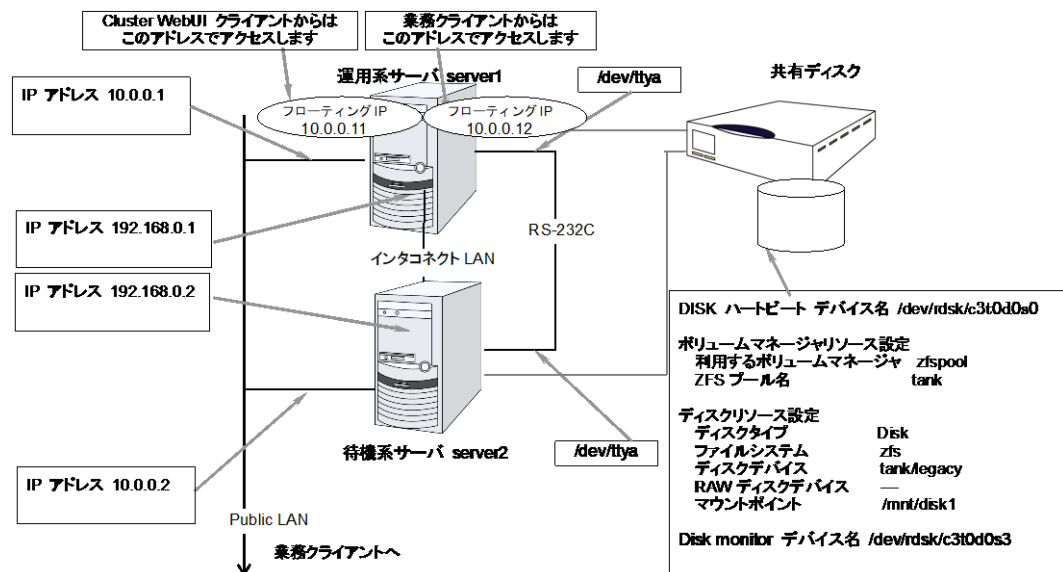 Cluster WebUI クライアントからは
このアドレスでアクセスします
業務クライアントからは
このアドレスでアクセスします
運用系サーバ server1
/dev/ttya
共有ディスク
IP アドレス 10.0.0.1
フローティング IP
10.0.0.11
フローティング IP
10.0.0.12
IP アドレス 192.168.0.1
RS-232C
インタコネクト LAN
IP アドレス 192.168.0.2
DISK ハートビート デバイス名 /dev/rdsk/c3t0d0s0
ボリュームマネージャリソース設定
利用するボリュームマネージャ zfspool
ZFS プール名 tank
ディスクリソース設定
ディスクタイプ Disk
ファイルシステム zfs
ディスクデバイス tank/legacy
RAW ディスクデバイス —
マウントポイント /mnt/disk1
Disk monitor デバイス名 /dev/rdsk/c3t0d0s3
待機系サーバ server2
/dev/ttya
IP アドレス 10.0.0.2
Public LAN
業務クライアントへ